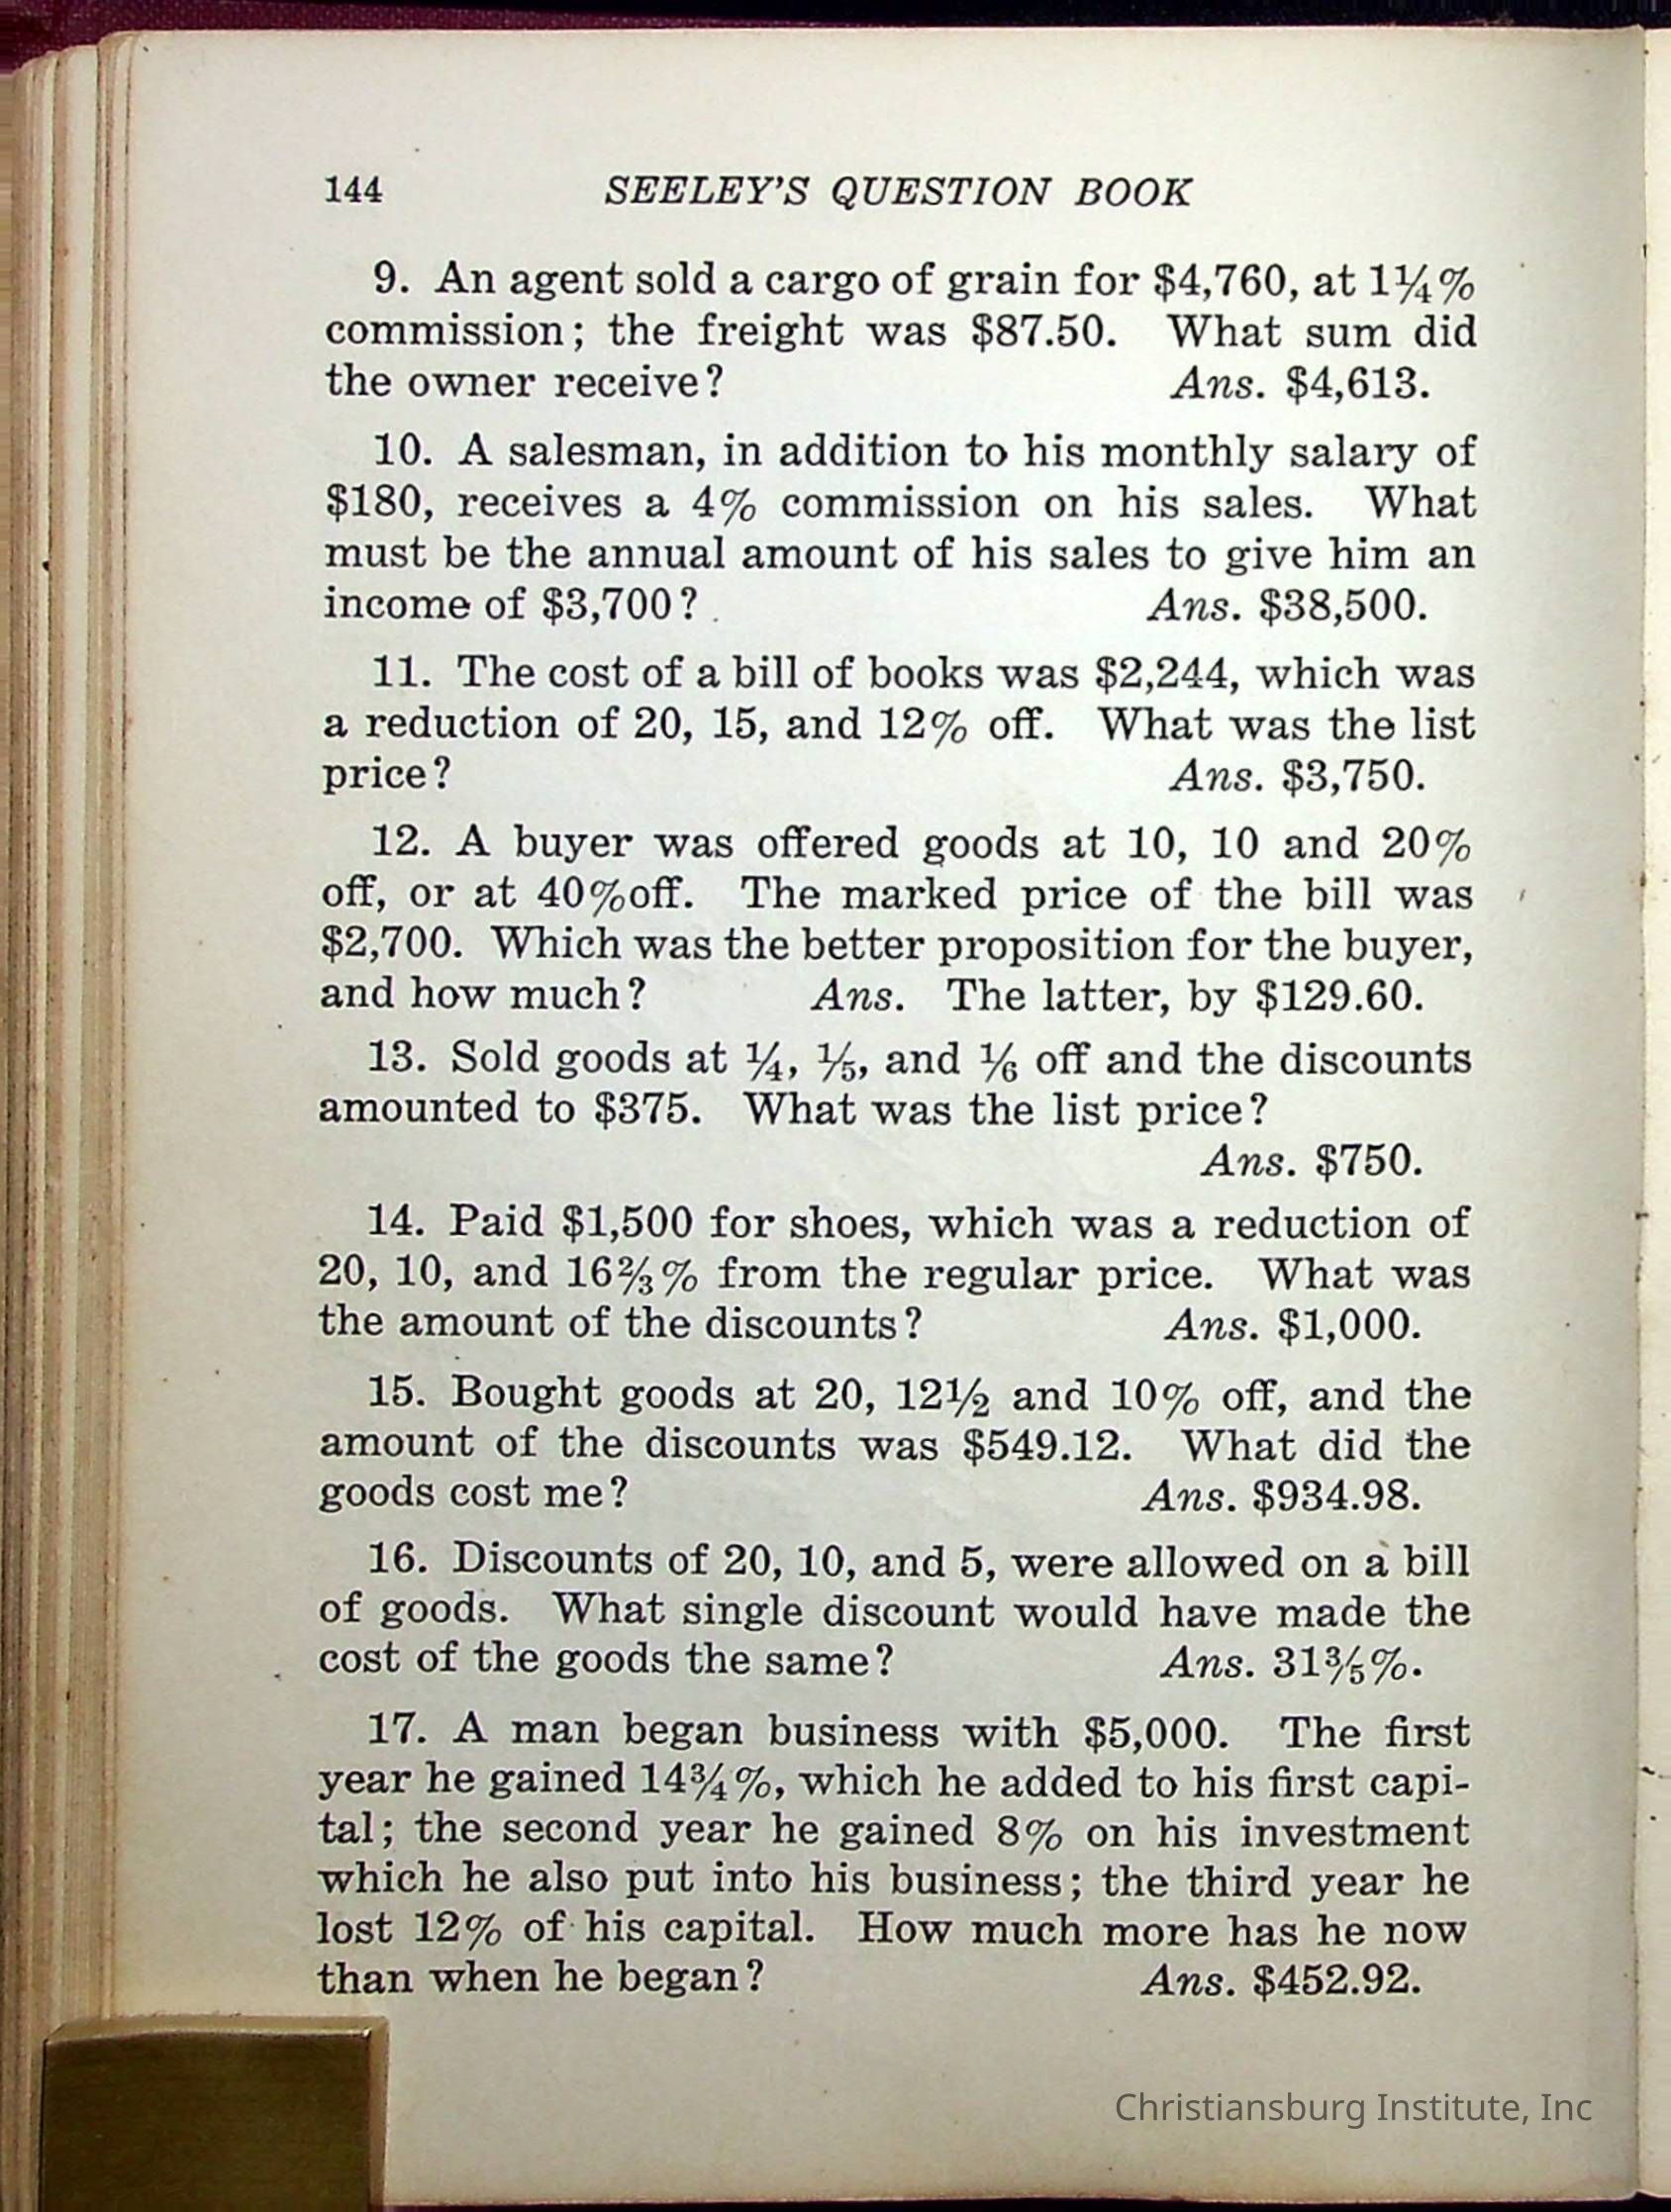 144 SEELEY'S QUESTION BOOK
9. An agent sold a cargo of grain for $4,760, at 1¼%
commission; the freight was $87.50. What sum did
the owner receive? Ans. $4,613.
10. A salesman, in addition to his monthly salary of
$180, receives a 4% commission on his sales. What
must be the annual amount of his sales to give him an
income of $3,700? Ans. $38,500.
11. The cost of a bill of books was $2,244, which was
a reduction of 20, 15, and 12% off. What was the list
price? Ans. $3,750.
12. A buyer was offered goods at 10, 10 and 20%
off, or at 40%off. The marked price of the bill was
$2,700. Which was the better proposition for the buyer,
and how much? Ans. The latter, by $129.60.
13. Sold goods at ¼, ⅕, and ⅙ off and the discounts
amounted to $375. What was the list price?
Ans. $750.
14. Paid $1,500 for shoes, which was a reduction of
20, 10, and 16⅔% from the regular price. What was
the amount of the discounts? Ans. $1,000.
15. Bought goods at 20, 12½ and 10% off, and the
amount of the discounts was $549.12. What did the
goods cost me? Ans. $934.98.
16. Discounts of 20, 10, and 5, were allowed on a bill
of goods. What single discount would have made the
cost of the goods the same? Ans. 31⅗%.
17. A man began business with $5,000. The first
year he gained 14¾%, which he added to his first capi-
tal; the second year he gained 8% on his investment
which he also put into his business; the third year he
lost 12% of his capital. How much more has he now
than when he began? Ans. $452.92.
Christiansburg Institute, Inc